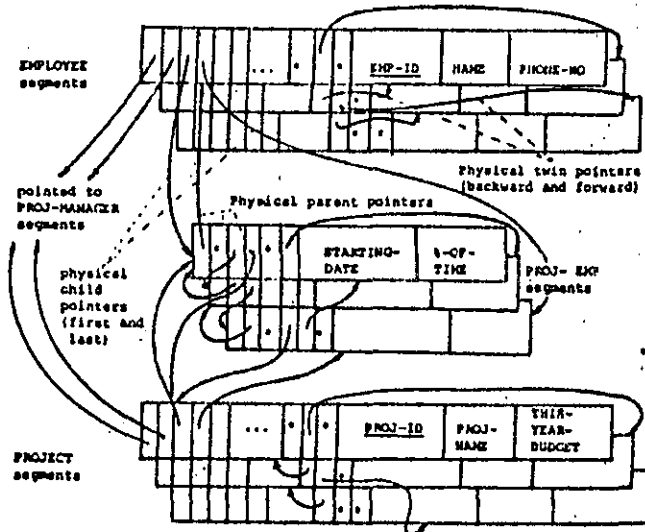 EMPLOYEE
segments
...
EMP-ID
NAME
PHONE-NO
Physical twin pointers
(backward and forward)
pointed to
PROJ-MANAGER
segments
Physical parent pointers
physical
child
pointers
(first and
last)
STARTING-
DATE
%-OF-
TIME
PROJ- EMP
segments
PROJECT
segments
...
PROJ-ID
PROJ-
NAME
THIS-
YEAR-
BUDGET